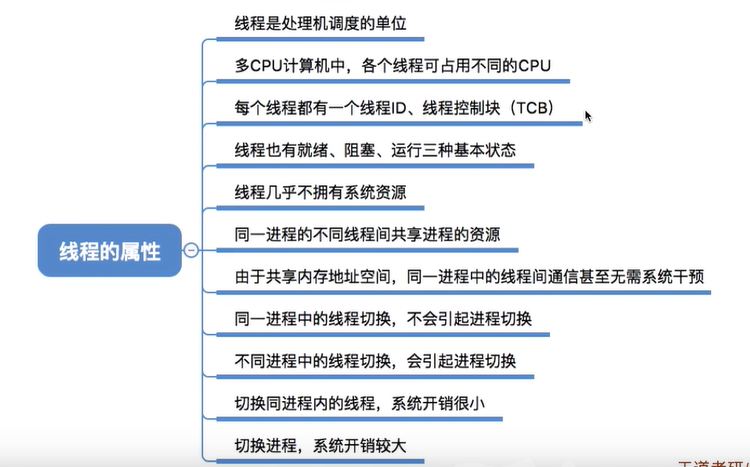 线程是处理机调度的单位
多CPU计算机中，各个线程可占用不同的CPU
每个线程都有一个线程ID、线程控制块（TCB）
线程也有就绪、阻塞、运行三种基本状态
线程几乎不拥有系统资源
线程的属性
同一进程的不同线程间共享进程的资源
由于共享内存地址空间，同一进程中的线程间通信甚至无需系统干预
同一进程中的线程切换，不会引起进程切换
不同进程中的线程切换，会引起进程切换
切换同进程内的线程，系统开销很小
切换进程，系统开销较大